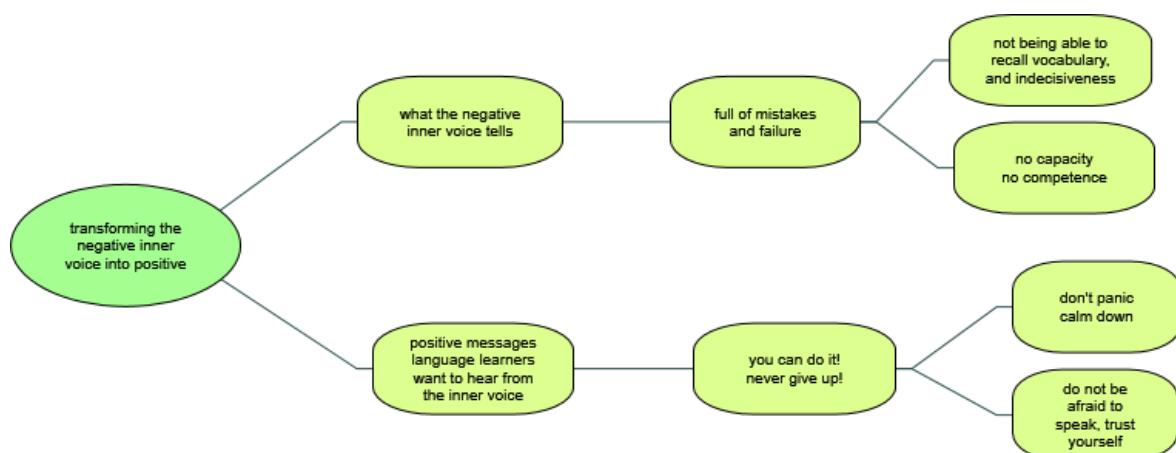 transforming the
negative inner
voice into positive
what the negative
inner voice tells
full of mistakes
and failure
not being able to
recall vocabulary,
and indecisiveness
no capacity
no competence
positive messages
language learners
want to hear from
the inner voice
you can do it!
never give up!
don't panic
calm down
do not be
afraid to
speak, trust
yourself